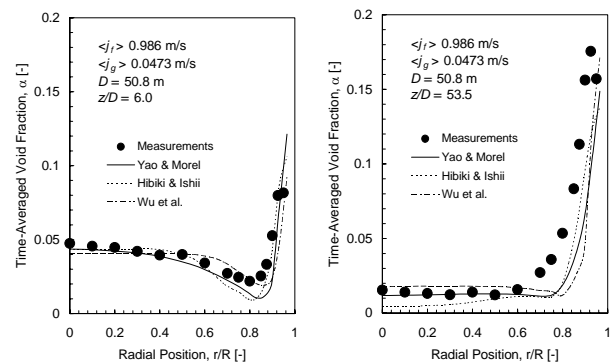 0.2
0.15
0.1
0.05
0
Time-Averaged Void Fraction, α [-]
<j_f> 0.986 m/s
<j_g> 0.0473 m/s
D = 50.8 m
z/D = 6.0
Measurements
Yao & Morel
Hibiki & Ishii
Wu et al.
0 0.2 0.4 0.6 0.8 1
Radial Position, r/R [-]
0.2
0.15
0.1
0.05
0
Time-Averaged Void Fraction, α [-]
<j_f> 0.986 m/s
<j_g> 0.0473 m/s
D = 50.8 m
z/D = 53.5
Measurements
Yao & Morel
Hibiki & Ishii
Wu et al.
0 0.2 0.4 0.6 0.8 1
Radial Position, r/R [-]